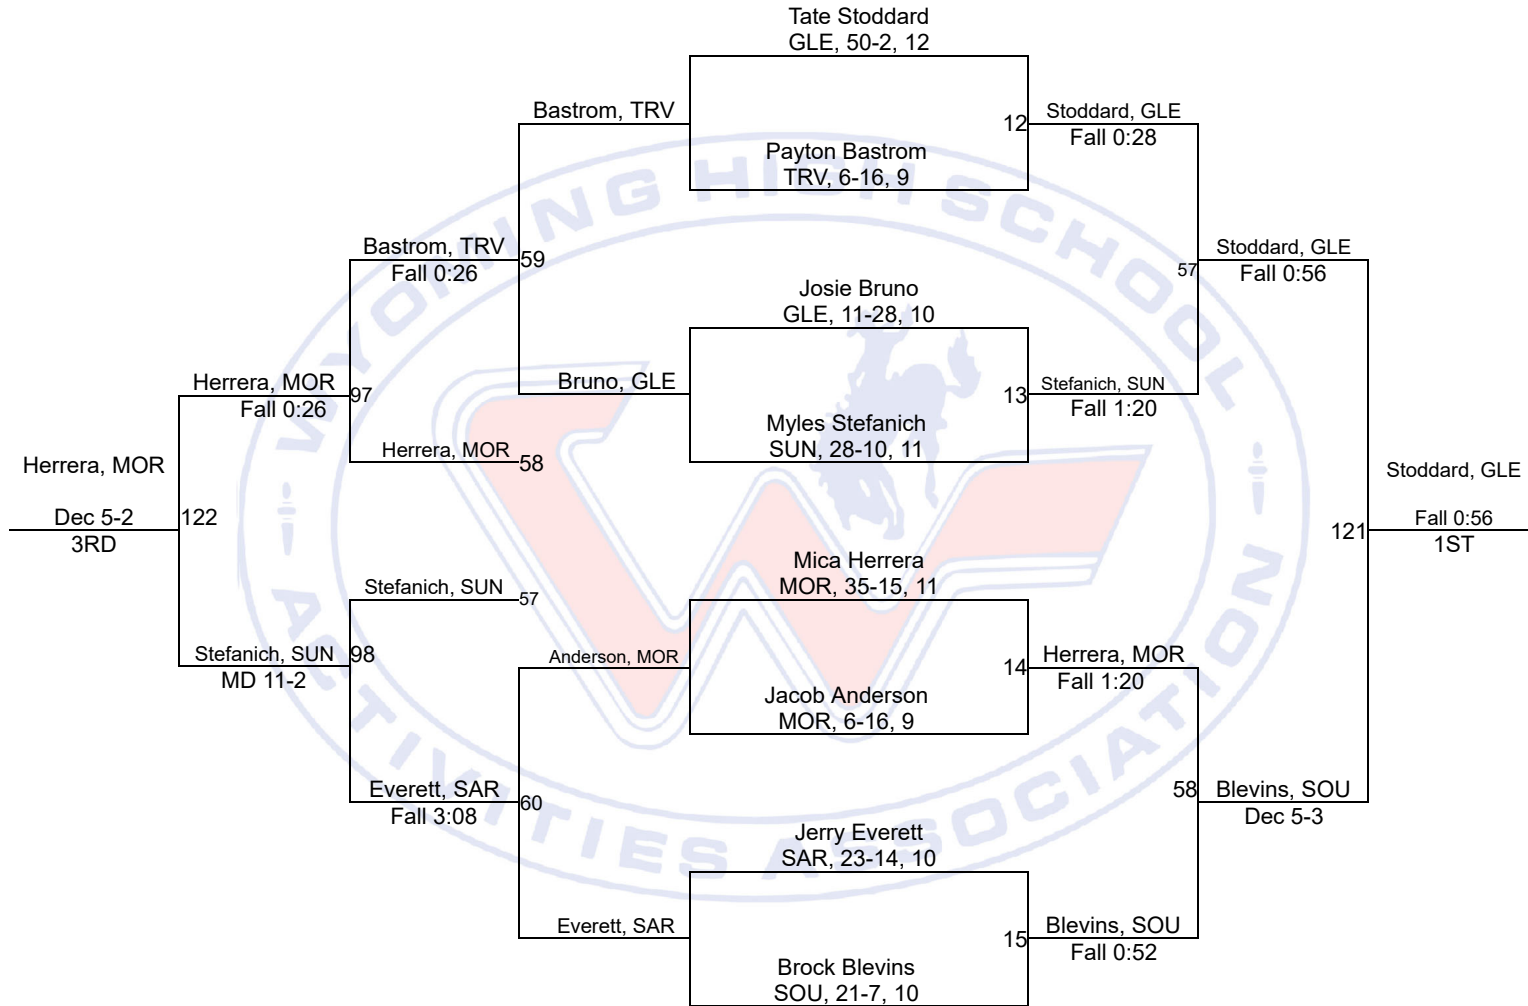 Tate Stoddard
GLE, 50-2, 12
Bastrom, TRV
12
Stoddard, GLE
Fall 0:28
Payton Bastrom
TRV, 6-16, 9
Bastrom, TRV
Fall 0:26
59
57
Stoddard, GLE
Fall 0:56
Josie Bruno
GLE, 11-28, 10
Herrera, MOR
Fall 0:26
97
Bruno, GLE
13
Stefanich, SUN
Fall 1:20
Myles Stefanich
SUN, 28-10, 11
Herrera, MOR
58
Herrera, MOR
Dec 5-2
3RD
122
Stoddard, GLE
121
Fall 0:56
1ST
Mica Herrera
MOR, 35-15, 11
Stefanich, SUN
57
Stefanich, SUN
MD 11-2
98
Anderson, MOR
14
Herrera, MOR
Fall 1:20
Jacob Anderson
MOR, 6-16, 9
Everett, SAR
Fall 3:08
60
58
Blevins, SOU
Dec 5-3
Jerry Everett
SAR, 23-14, 10
Everett, SAR
15
Blevins, SOU
Fall 0:52
Brock Blevins
SOU, 21-7, 10
WYOMING HIGH SCHOOL
ACTIVITIES ASSOCIATION